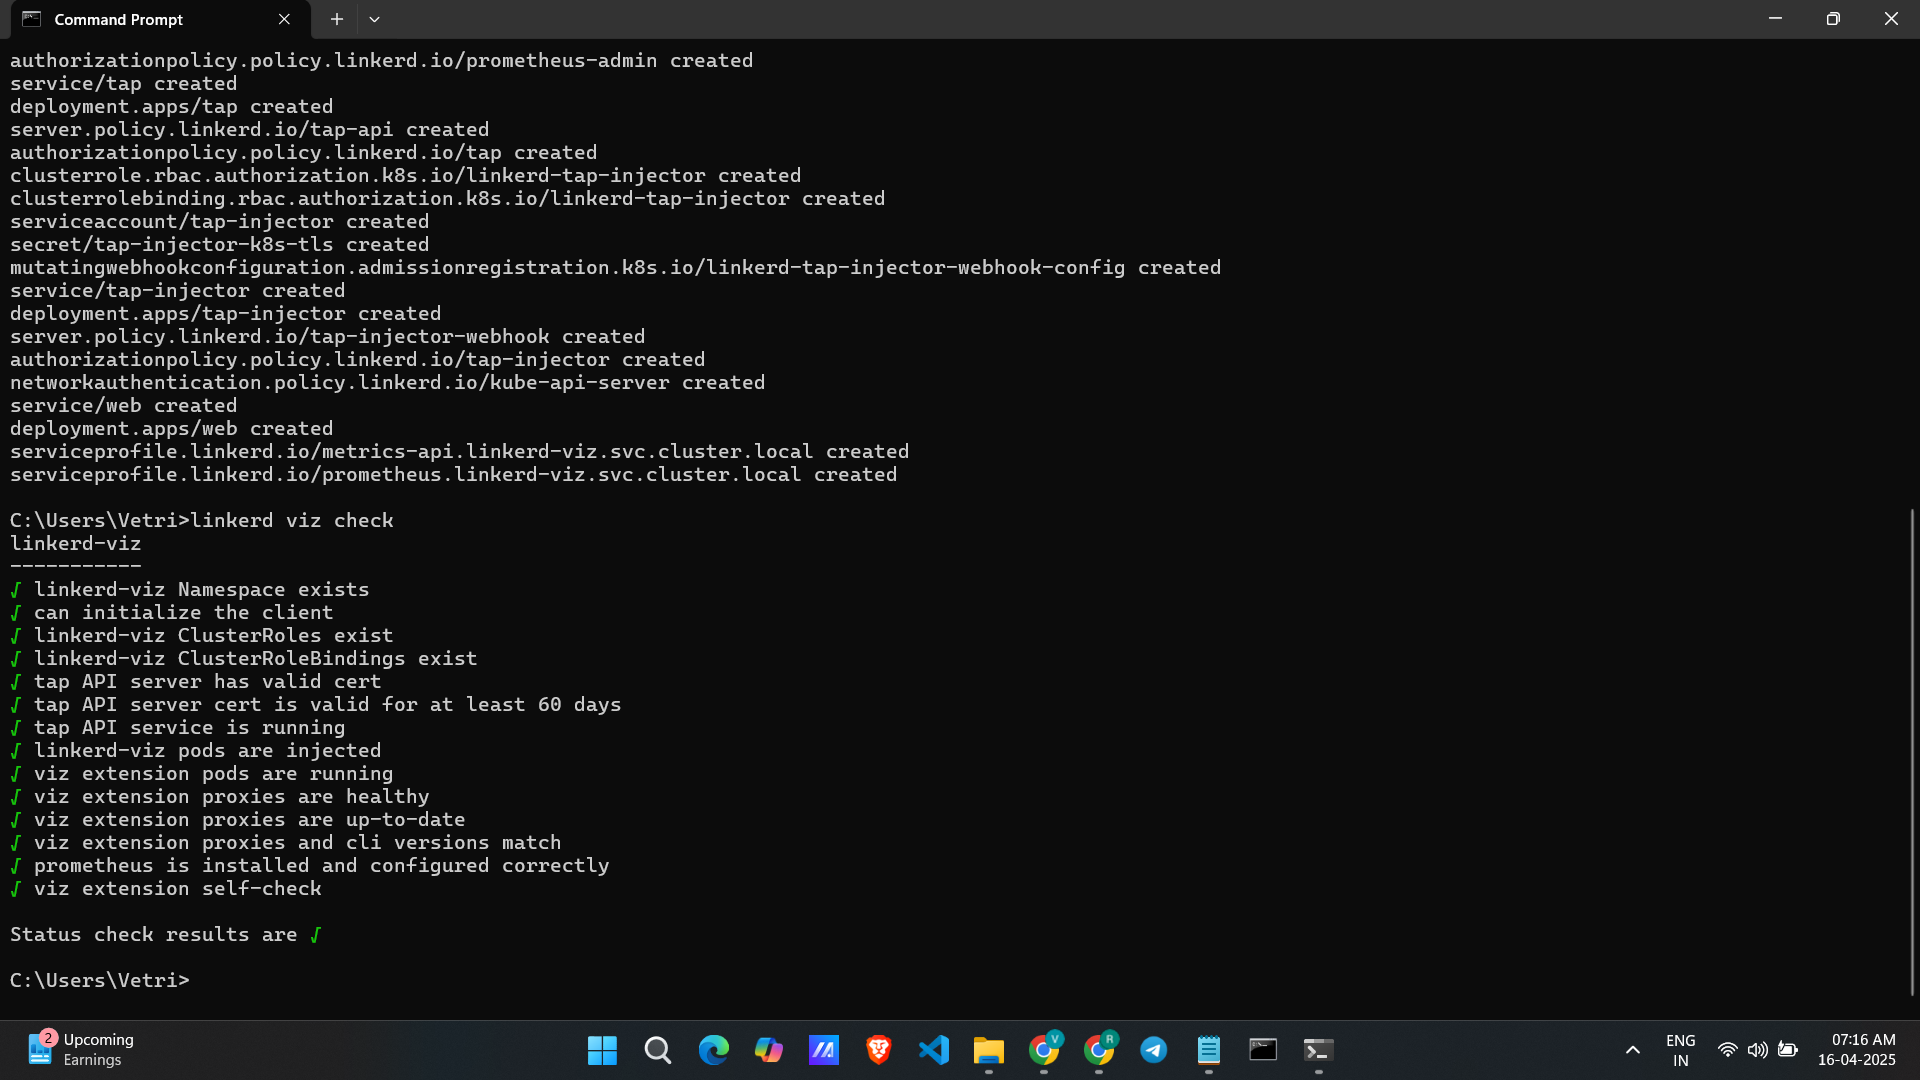 Command Prompt
authorizationpolicy.policy.linkerd.io/prometheus-admin created
service/tap created
deployment.apps/tap created
server.policy.linkerd.io/tap-api created
authorizationpolicy.policy.linkerd.io/tap created
clusterrole.rbac.authorization.k8s.io/linkerd-tap-injector created
clusterrolebinding.rbac.authorization.k8s.io/linkerd-tap-injector created
serviceaccount/tap-injector created
secret/tap-injector-k8s-tls created
mutatingwebhookconfiguration.admissionregistration.k8s.io/linkerd-tap-injector-webhook-config created
service/tap-injector created
deployment.apps/tap-injector created
server.policy.linkerd.io/tap-injector-webhook created
authorizationpolicy.policy.linkerd.io/tap-injector created
networkauthentication.policy.linkerd.io/kube-api-server created
service/web created
deployment.apps/web created
serviceprofile.linkerd.io/metrics-api.linkerd-viz.svc.cluster.local created
serviceprofile.linkerd.io/prometheus.linkerd-viz.svc.cluster.local created
C:\Users\Vetri>linkerd viz check
linkerd-viz
-----------
√ linkerd-viz Namespace exists
√ can initialize the client
√ linkerd-viz ClusterRoles exist
√ linkerd-viz ClusterRoleBindings exist
√ tap API server has valid cert
√ tap API server cert is valid for at least 60 days
√ tap API service is running
√ linkerd-viz pods are injected
√ viz extension pods are running
√ viz extension proxies are healthy
√ viz extension proxies are up-to-date
√ viz extension proxies and cli versions match
√ prometheus is installed and configured correctly
√ viz extension self-check
Status check results are √
C:\Users\Vetri>
2
Upcoming
Earnings
V
R
ENG
IN
07:16 AM
16-04-2025